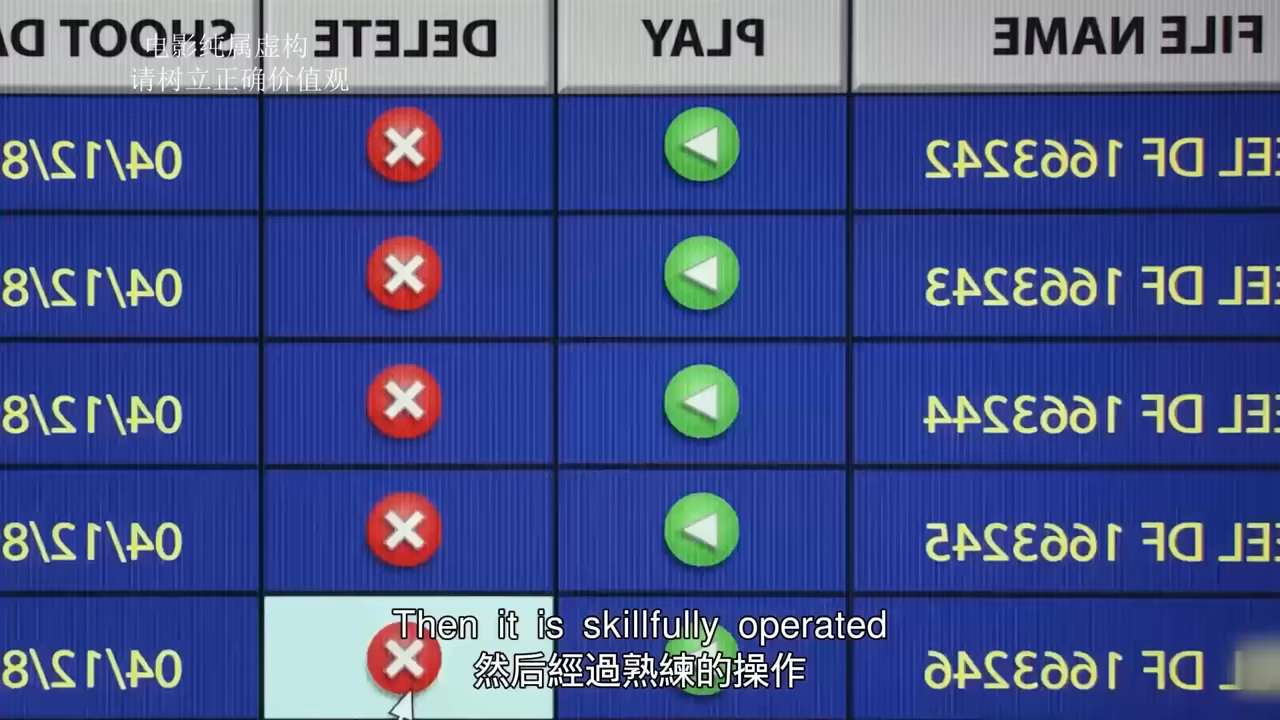 电影纯属虚构
请树立正确价值观
FILE NAME PLAY DELETE SHOOT DA
EL DF 1663242 04/12/8
EL DF 1663243 04/12/8
EL DF 1663244 04/12/8
EL DF 1663245 04/12/8
L DF 1663246 04/12/8
Then it is skillfully operated
然后經過熟練的操作